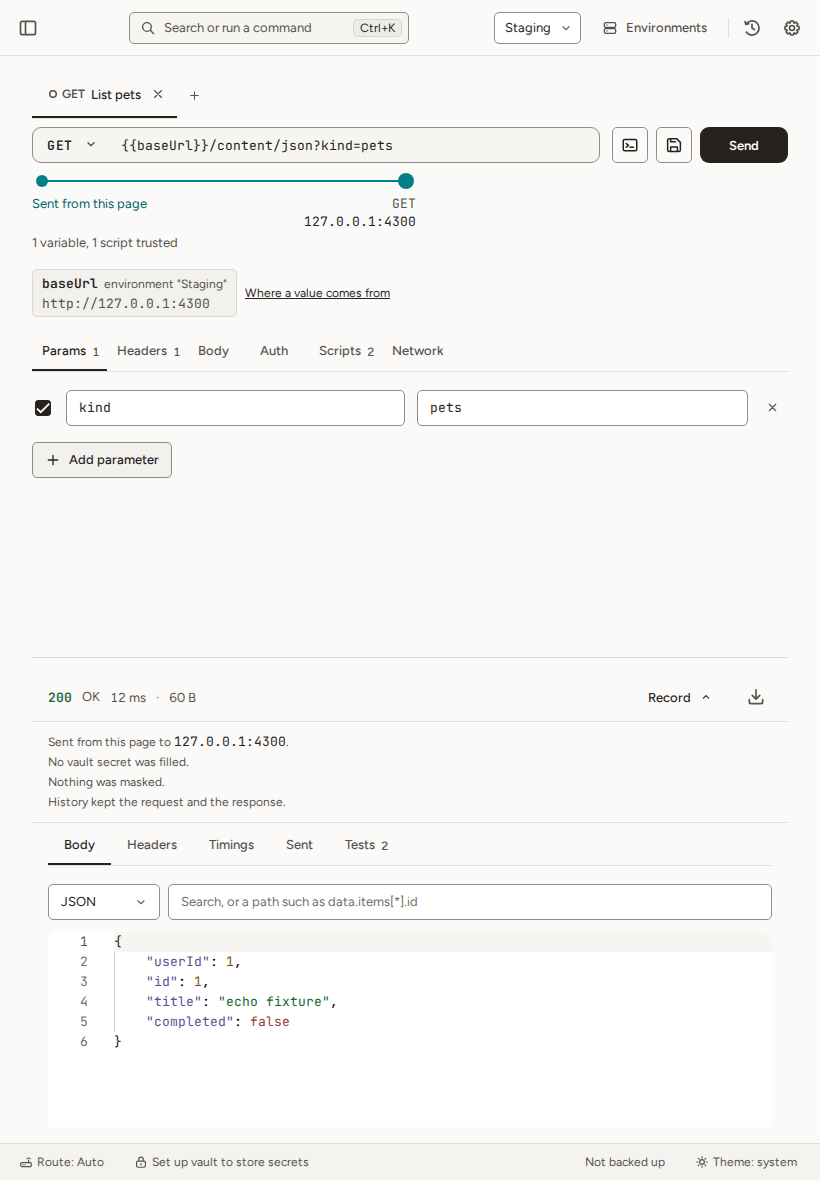 Search or run a command Ctrl+K Staging Environments
GET List pets
GET {{baseUrl}}/content/json?kind=pets Send
Sent from this page GET
127.0.0.1:4300
1 variable, 1 script trusted
baseUrl environment "Staging"
http://127.0.0.1:4300
Where a value comes from
Params 1 Headers 1 Body Auth Scripts 2 Network
kind pets
Add parameter
200 OK 12 ms · 60 B Record
Sent from this page to 127.0.0.1:4300.
No vault secret was filled.
Nothing was masked.
History kept the request and the response.
Body Headers Timings Sent Tests 2
JSON Search, or a path such as data.items[*].id
1 {
2 "userId": 1,
3 "id": 1,
4 "title": "echo fixture",
5 "completed": false
6 }
Route: Auto Set up vault to store secrets Not backed up Theme: system